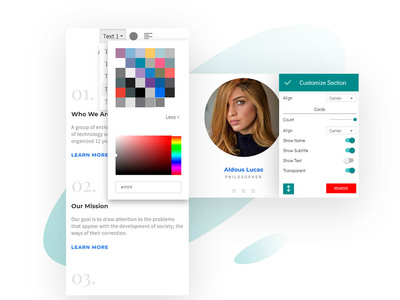 Text 1
01.
Who We Are
A group of enthu
of technology a
organized 12 yea
LEARN MORE
02.
Our Mission
Our goal is to draw attention to the problems
that appear with the development of society, the
ways of their correction.
LEARN MORE
03.
Less
#ffffff
Aldous Lucas
PHILOSOPHER
Customize Section
Align
Center
Cards
Count
Align
Center
Show Name
Show Subtitle
Show Text
Transparent
REMOVE